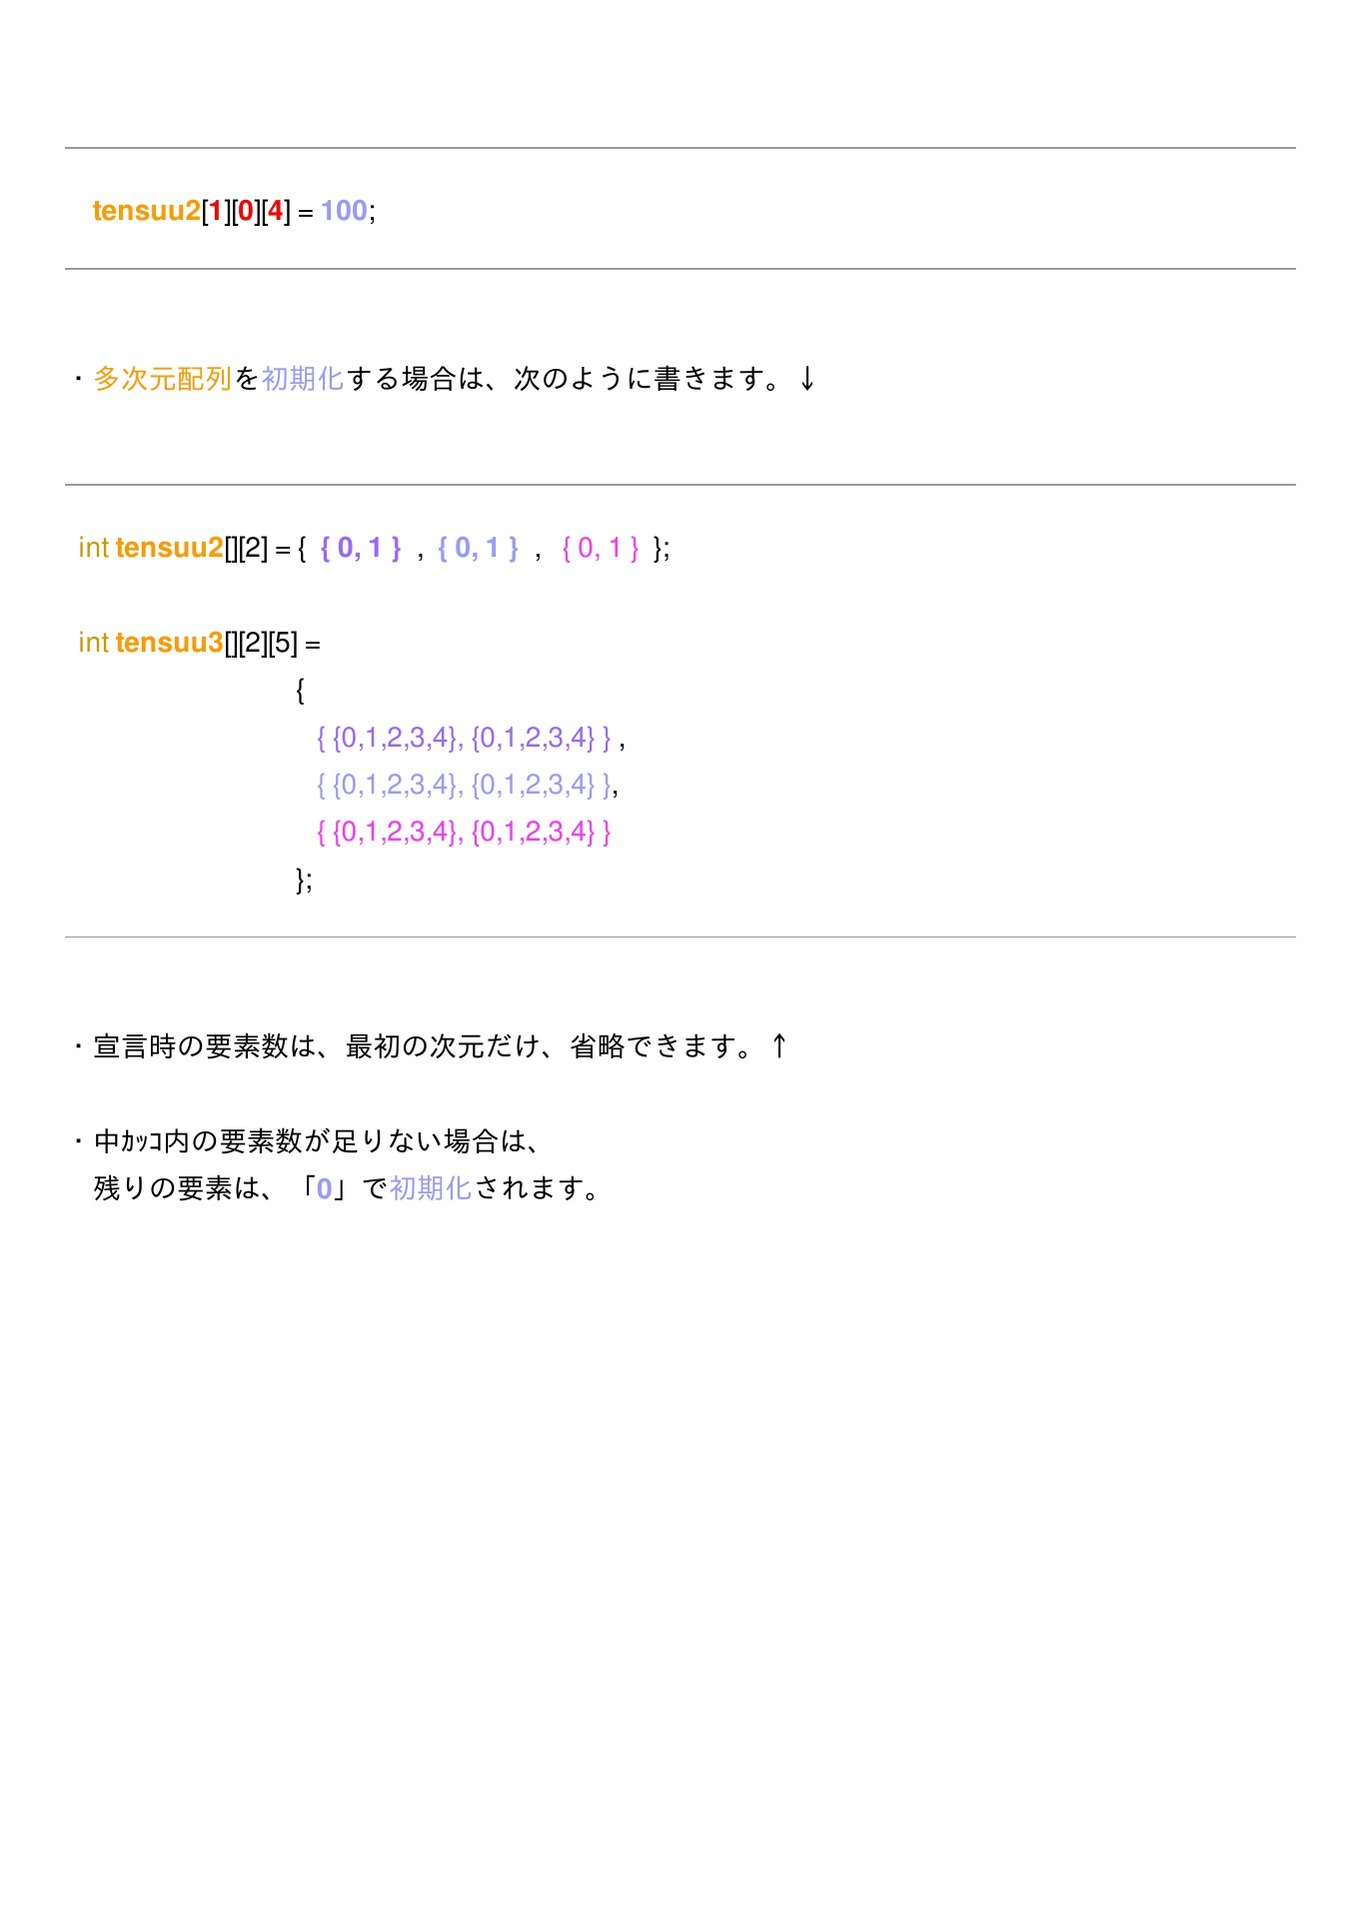 tensuu2[1][0][4] = 100;
・多次元配列を初期化する場合は、次のように書きます。↓
int tensuu2[][2] = { { 0, 1 } , { 0, 1 } , { 0, 1 } };
int tensuu3[][2][5] =
{
{ {0,1,2,3,4}, {0,1,2,3,4} } ,
{ {0,1,2,3,4}, {0,1,2,3,4} },
{ {0,1,2,3,4}, {0,1,2,3,4} }
};
・宣言時の要素数は、最初の次元だけ、省略できます。↑
・中ｶｯｺ内の要素数が足りない場合は、
残りの要素は、「0」で初期化されます。